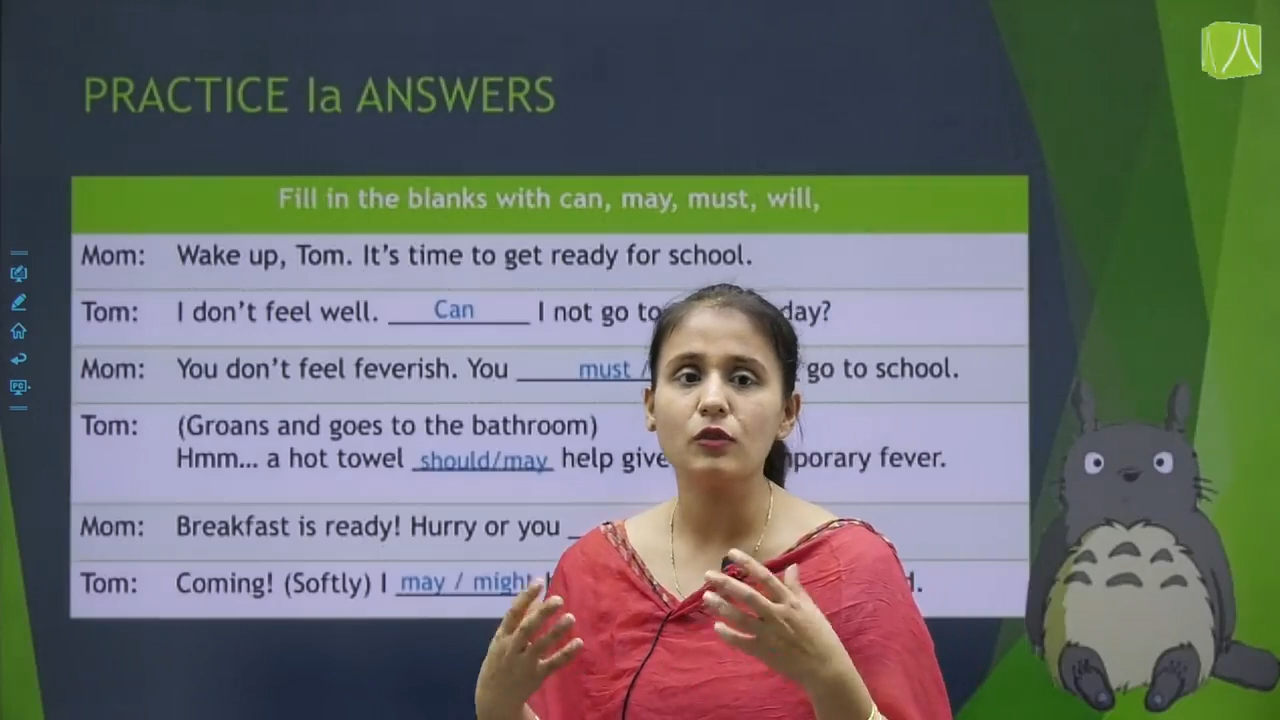 PRACTICE Ia ANSWERS
Fill in the blanks with can, may, must, will,
Mom: Wake up, Tom. It's time to get ready for school.
Tom: I don't feel well. Can I not go to day?
Mom: You don't feel feverish. You must / go to school.
Tom: (Groans and goes to the bathroom)
Hmm... a hot towel should/may help give porary fever.
Mom: Breakfast is ready! Hurry or you
Tom: Coming! (Softly) I may / might
PC